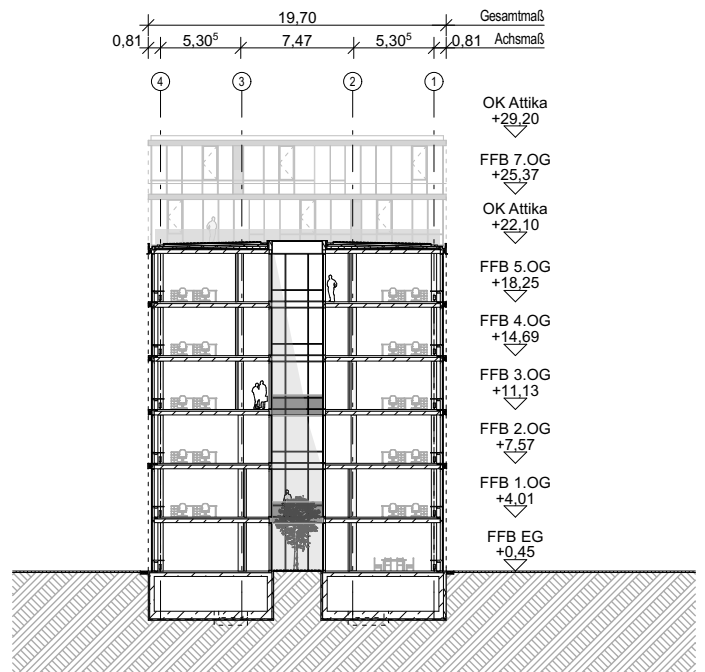 19,70 Gesamtmaß
0,81 5,30⁵ 7,47 5,30⁵ 0,81 Achsmaß
4 3 2 1
OK Attika
+29,20
FFB 7.OG
+25,37
OK Attika
+22,10
FFB 5.OG
+18,25
FFB 4.OG
+14,69
FFB 3.OG
+11,13
FFB 2.OG
+7,57
FFB 1.OG
+4,01
FFB EG
+0,45